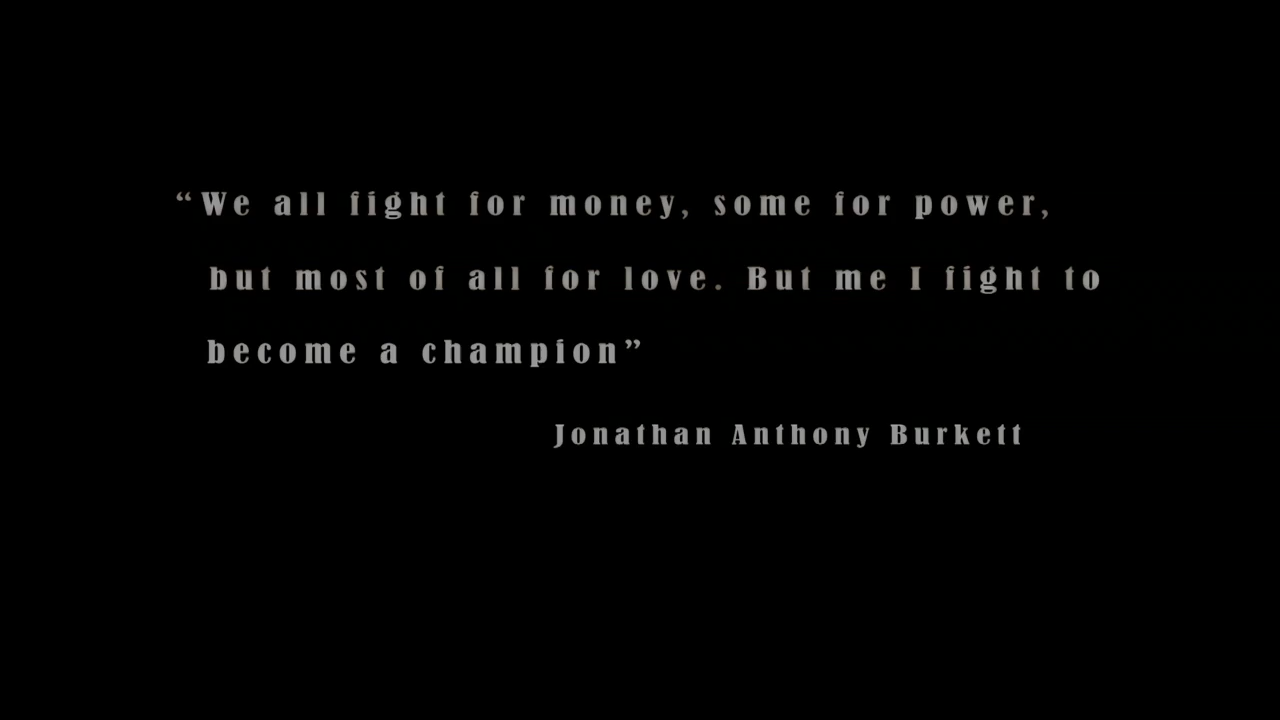 “We all fight for money, some for power,
but most of all for love. But me I fight to
become a champion”
Jonathan Anthony Burkett